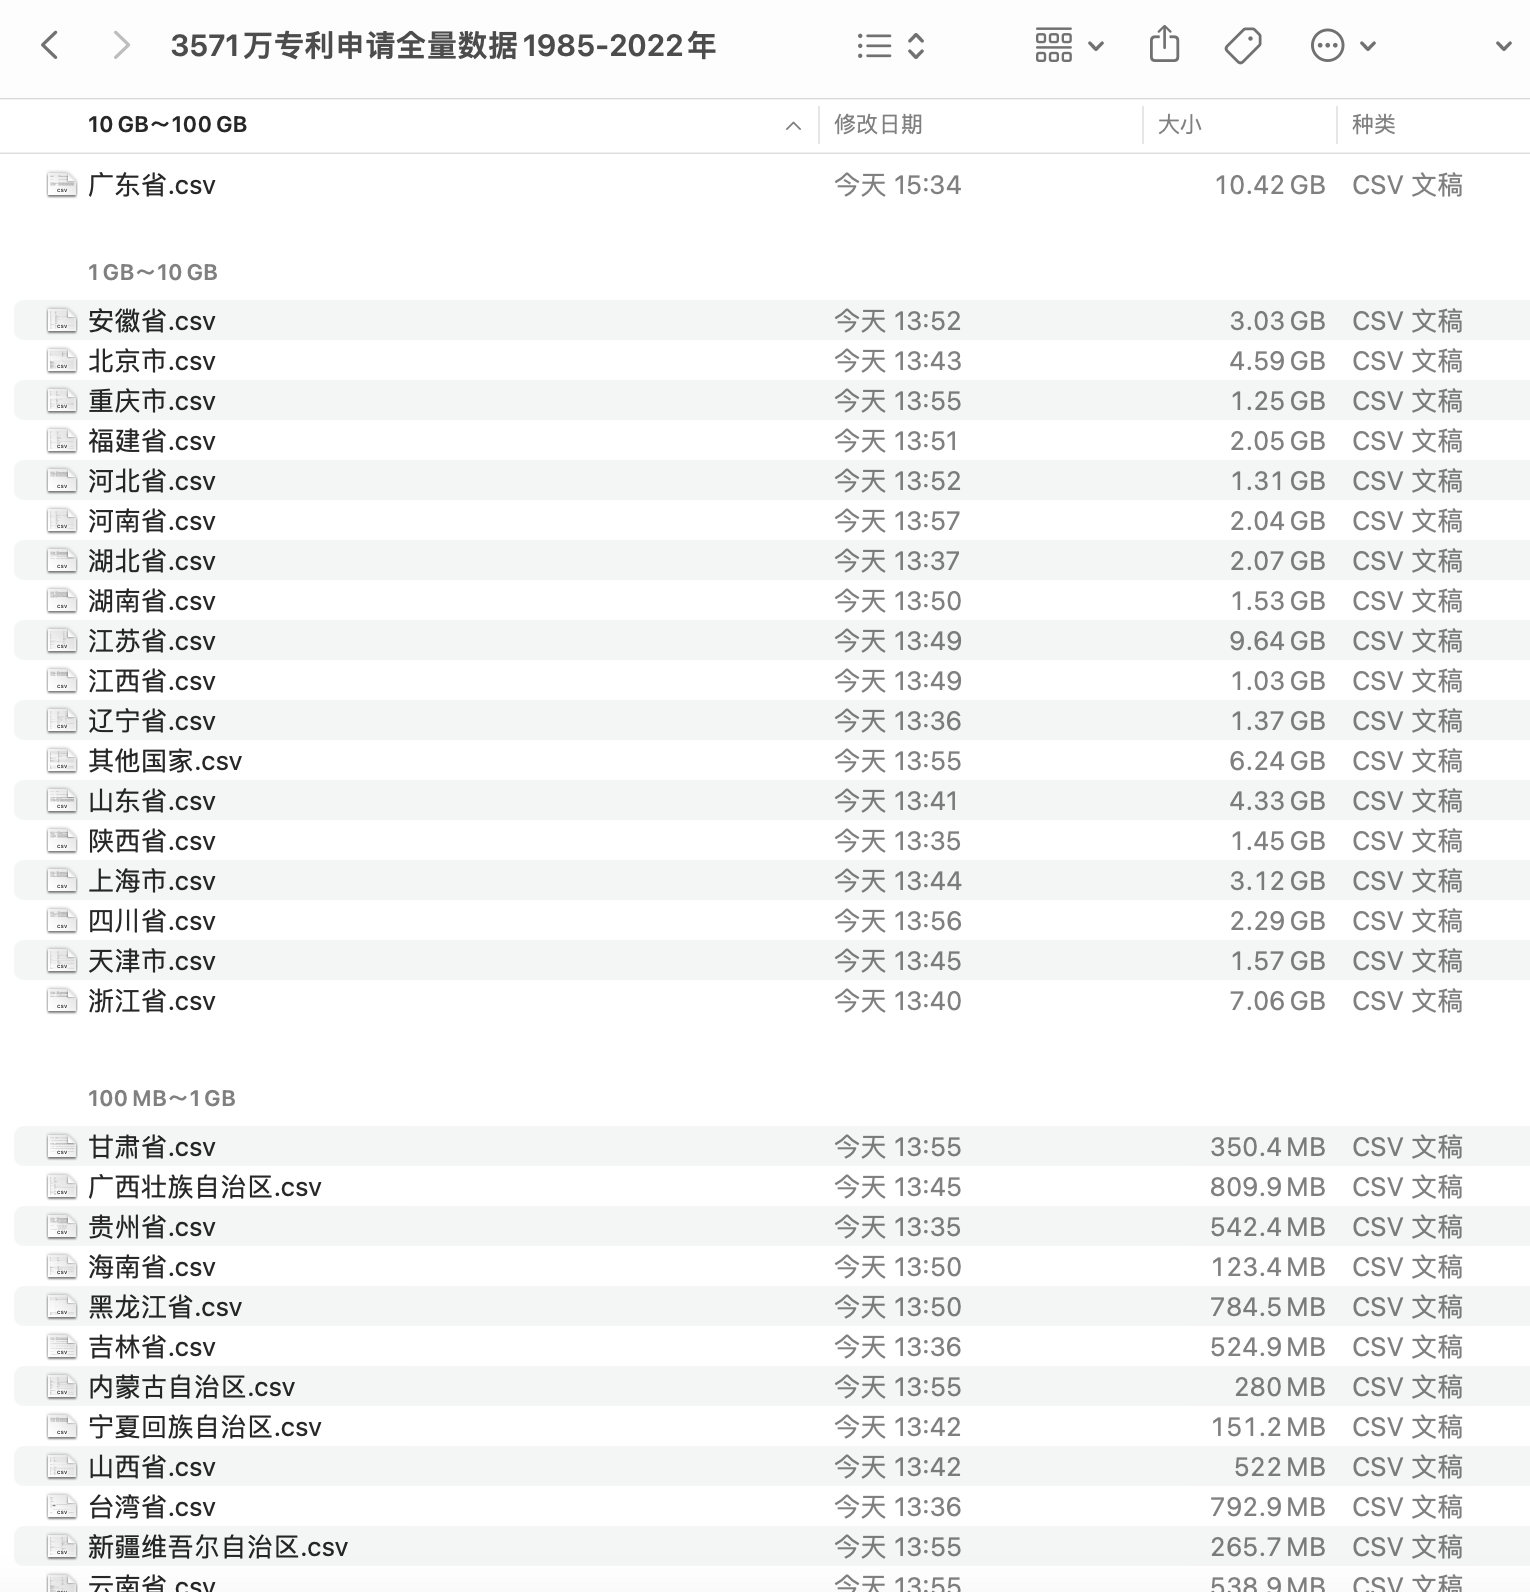 3571万专利申请全量数据1985-2022年
10 GB～100 GB 修改日期 大小 种类
广东省.csv 今天 15:34 10.42 GB CSV 文稿
1 GB～10 GB
安徽省.csv 今天 13:52 3.03 GB CSV 文稿
北京市.csv 今天 13:43 4.59 GB CSV 文稿
重庆市.csv 今天 13:55 1.25 GB CSV 文稿
福建省.csv 今天 13:51 2.05 GB CSV 文稿
河北省.csv 今天 13:52 1.31 GB CSV 文稿
河南省.csv 今天 13:57 2.04 GB CSV 文稿
湖北省.csv 今天 13:37 2.07 GB CSV 文稿
湖南省.csv 今天 13:50 1.53 GB CSV 文稿
江苏省.csv 今天 13:49 9.64 GB CSV 文稿
江西省.csv 今天 13:49 1.03 GB CSV 文稿
辽宁省.csv 今天 13:36 1.37 GB CSV 文稿
其他国家.csv 今天 13:55 6.24 GB CSV 文稿
山东省.csv 今天 13:41 4.33 GB CSV 文稿
陕西省.csv 今天 13:35 1.45 GB CSV 文稿
上海市.csv 今天 13:44 3.12 GB CSV 文稿
四川省.csv 今天 13:56 2.29 GB CSV 文稿
天津市.csv 今天 13:45 1.57 GB CSV 文稿
浙江省.csv 今天 13:40 7.06 GB CSV 文稿
100 MB～1 GB
甘肃省.csv 今天 13:55 350.4 MB CSV 文稿
广西壮族自治区.csv 今天 13:45 809.9 MB CSV 文稿
贵州省.csv 今天 13:35 542.4 MB CSV 文稿
海南省.csv 今天 13:50 123.4 MB CSV 文稿
黑龙江省.csv 今天 13:50 784.5 MB CSV 文稿
吉林省.csv 今天 13:36 524.9 MB CSV 文稿
内蒙古自治区.csv 今天 13:55 280 MB CSV 文稿
宁夏回族自治区.csv 今天 13:42 151.2 MB CSV 文稿
山西省.csv 今天 13:42 522 MB CSV 文稿
台湾省.csv 今天 13:36 792.9 MB CSV 文稿
新疆维吾尔自治区.csv 今天 13:55 265.7 MB CSV 文稿
云南省.csv 今天 13:55 538.9 MB CSV 文稿